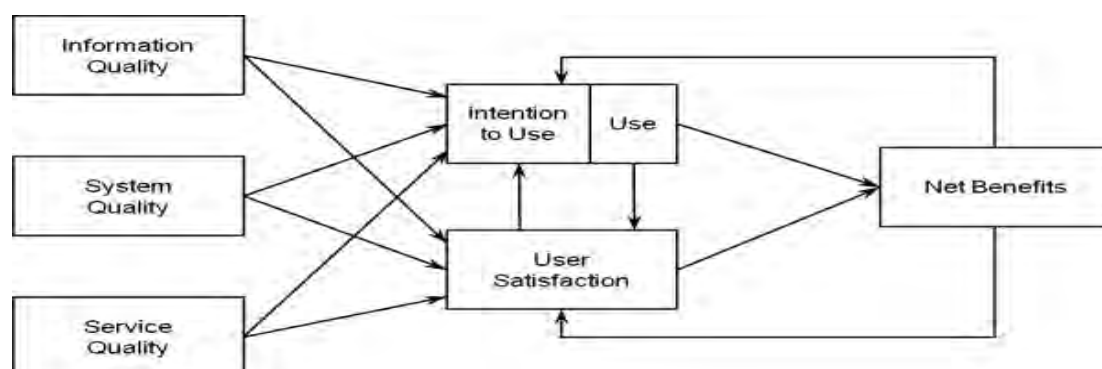 Information
Quality
Intention
to Use
Use
System
Quality
Net Benefits
User
Satisfaction
Service
Quality